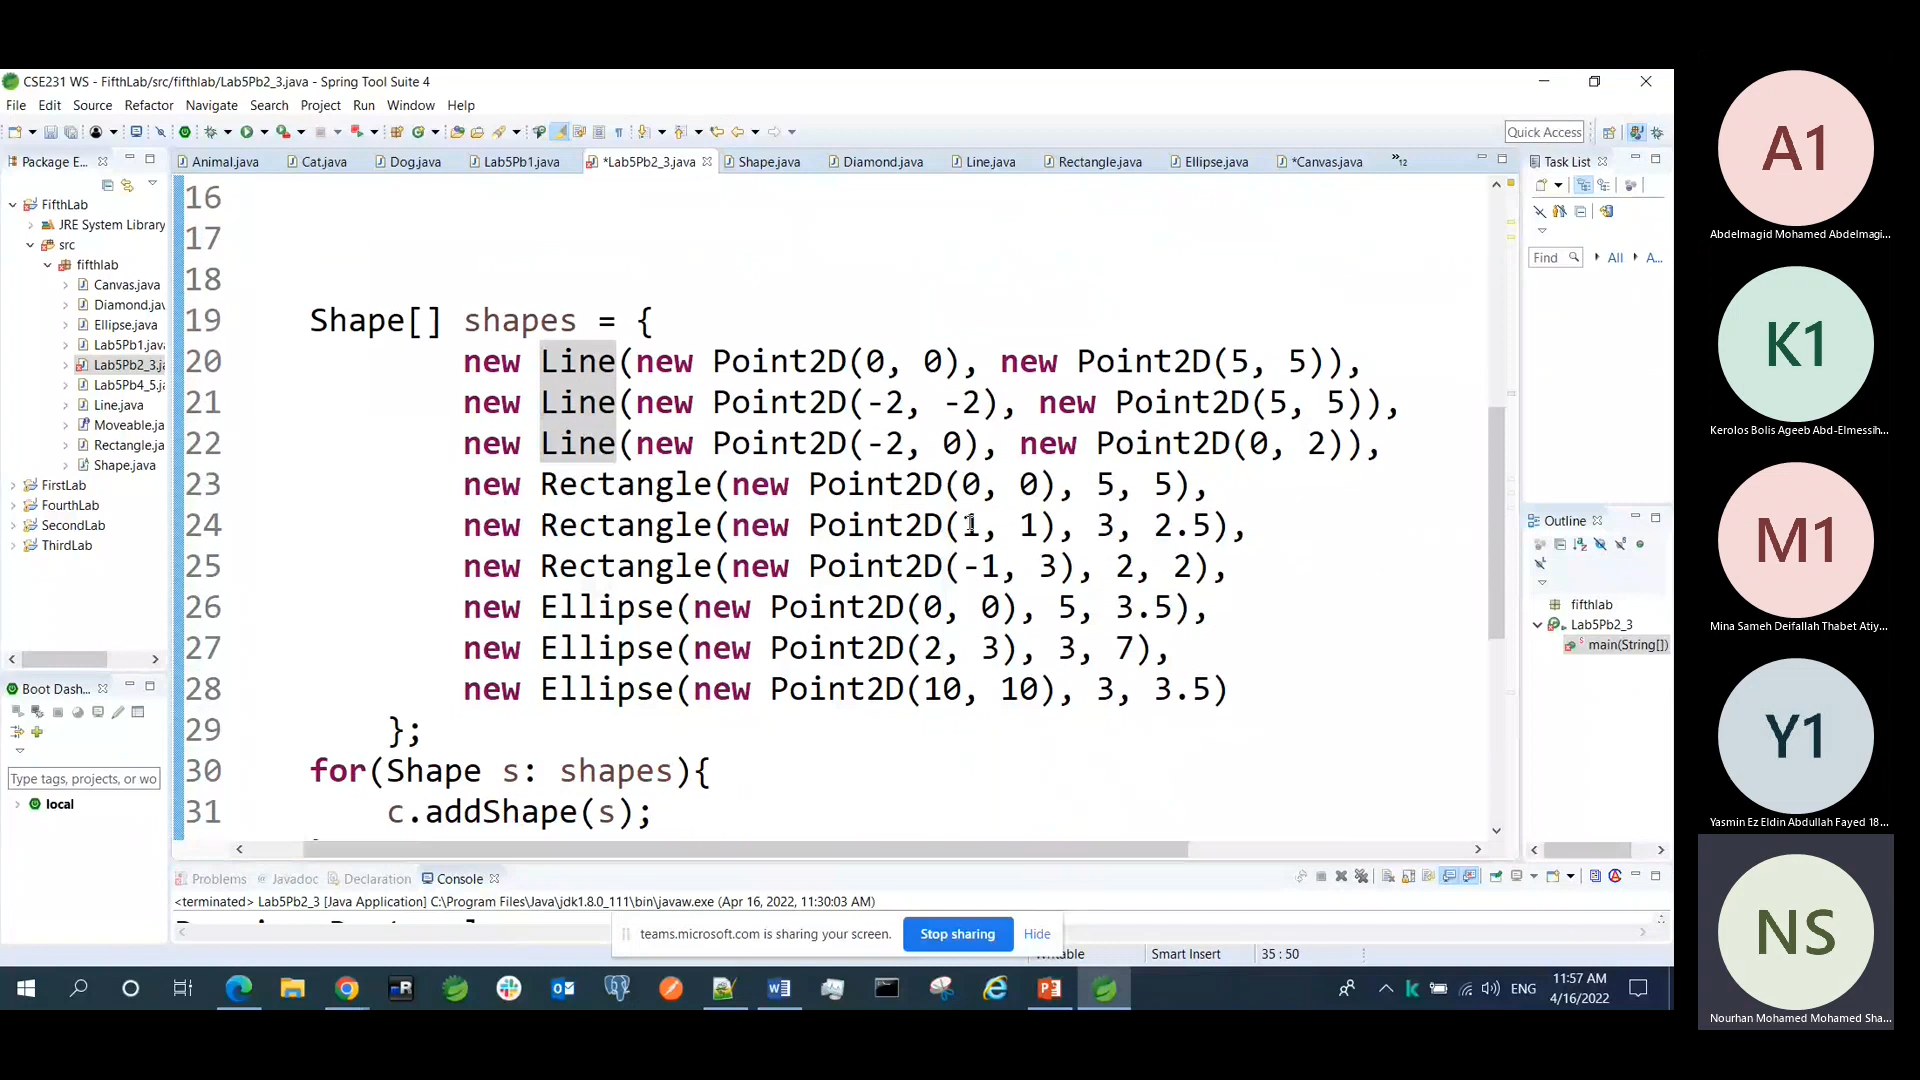 CSE231 WS - FifthLab/src/fifthlab/Lab5Pb2_3.java - Spring Tool Suite 4
File Edit Source Refactor Navigate Search Project Run Window Help
Quick Access
Package E...
Animal.java Cat.java Dog.java Lab5Pb1.java *Lab5Pb2_3.java Shape.java Diamond.java Line.java Rectangle.java Ellipse.java *Canvas.java »12
Task List
FifthLab
JRE System Library
src
fifthlab
Canvas.java
Diamond.jav
Ellipse.java
Lab5Pb1.java
Lab5Pb2_3.ja
Lab5Pb4_5.ja
Line.java
Moveable.ja
Rectangle.ja
Shape.java
FirstLab
FourthLab
SecondLab
ThirdLab
Boot Dash...
Type tags, projects, or wo
local
16
17
18
19 Shape[] shapes = {
20 new Line(new Point2D(0, 0), new Point2D(5, 5)),
21 new Line(new Point2D(-2, -2), new Point2D(5, 5)),
22 new Line(new Point2D(-2, 0), new Point2D(0, 2)),
23 new Rectangle(new Point2D(0, 0), 5, 5),
24 new Rectangle(new Point2D(1, 1), 3, 2.5),
25 new Rectangle(new Point2D(-1, 3), 2, 2),
26 new Ellipse(new Point2D(0, 0), 5, 3.5),
27 new Ellipse(new Point2D(2, 3), 3, 7),
28 new Ellipse(new Point2D(10, 10), 3, 3.5)
29 };
30 for(Shape s: shapes){
31 c.addShape(s);
Find All A...
Outline
fifthlab
Lab5Pb2_3
main(String[])
Problems Javadoc Declaration Console
<terminated> Lab5Pb2_3 [Java Application] C:\Program Files\Java\jdk1.8.0_111\bin\javaw.exe (Apr 16, 2022, 11:30:03 AM)
teams.microsoft.com is sharing your screen. Stop sharing Hide
Smart Insert 35 : 50
ENG
11:57 AM
4/16/2022
A1
Abdelmagid Mohamed Abdelmagi...
K1
Kerolos Bolis Ageeb Abd-Elmessih...
M1
Mina Sameh Deifallah Thabet Atiy...
Y1
Yasmin Ez Eldin Abdullah Fayed 18...
NS
Nourhan Mohamed Mohamed Sha...